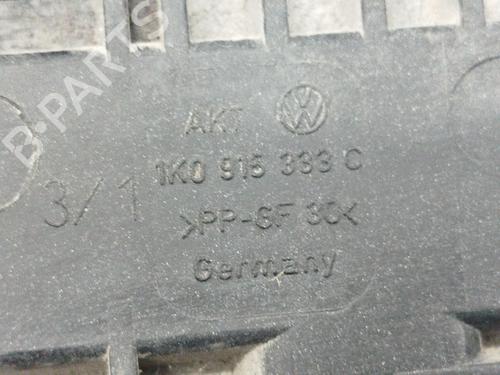 B-PARTS
AKT
1K0 915 333 C
3/1
>PP-GF 30<
Germany